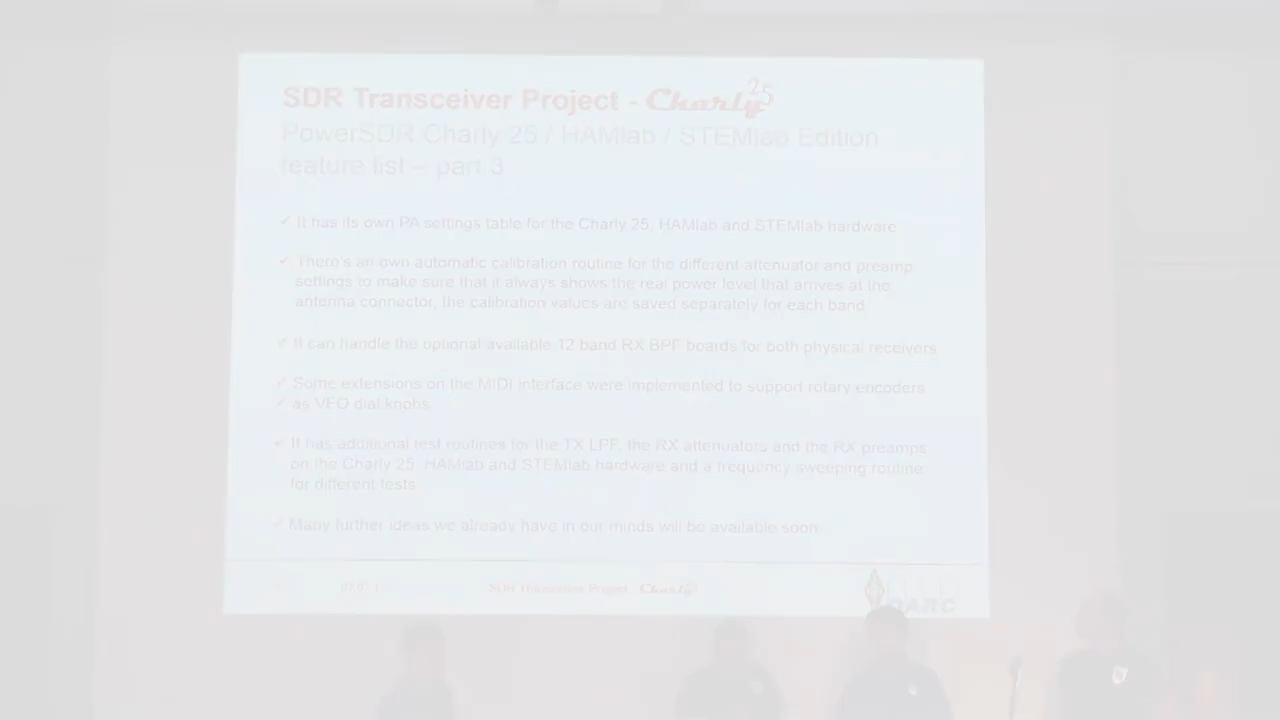 SDR Transceiver Project - Charly 25
PowerSDR Charly 25 / HAMlab / STEMlab Edition
feature list – part 3
✓ It has its own PA settings table for the Charly 25, HAMlab and STEMlab hardware
✓ There's an own automatic calibration routine for the different attenuator and preamp
settings to make sure that it always shows the real power level that arrives at the
antenna connector, the calibration values are saved separately for each band
✓ It can handle the optional available 12 band RX BPF boards for both physical receivers
✓ Some extensions on the MIDI interface were implemented to support rotary encoders
✓ as VFO dial knobs
✓ It has additional test routines for the TX LPF, the RX attenuators and the RX preamps
on the Charly 25, HAMlab and STEMlab hardware and a frequency sweeping routine
for different tests
✓ Many further ideas we already have in our minds will be available soon
SDR Transceiver Project - Charly 25
DARC